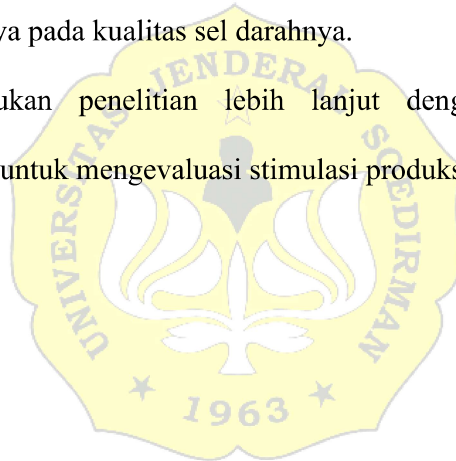 ya pada kualitas sel darahnya.
ukan penelitian lebih lanjut deng
untuk mengevaluasi stimulasi produks
UNIVERSITAS JENDERAL SOEDIRMAN
1963